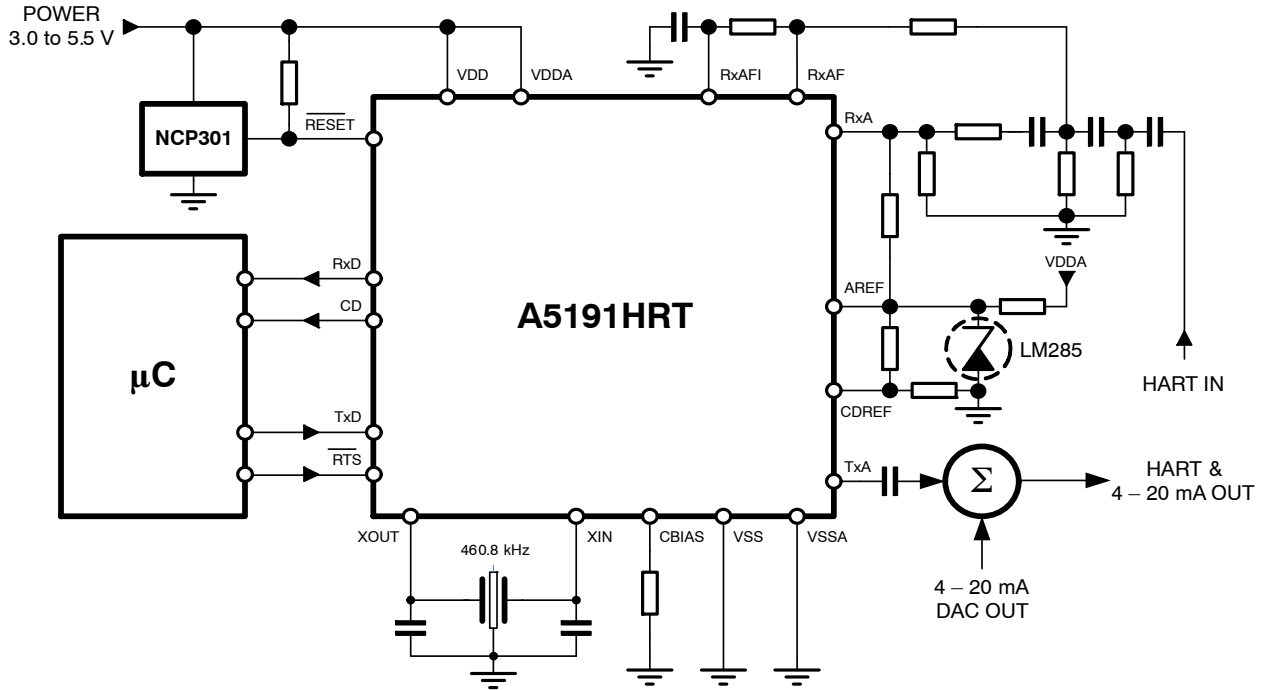 POWER
3.0 to 5.5 V
VDD
VDDA
RxAFI
RxAF
NCP301
RESET
RxA
VDDA
RxD
AREF
CD
A5191HRT
LM285
μC
HART IN
CDREF
TxD
RTS
TxA
Σ
HART &
4 – 20 mA OUT
XOUT
XIN
CBIAS
VSS
VSSA
460.8 kHz
4 – 20 mA
DAC OUT